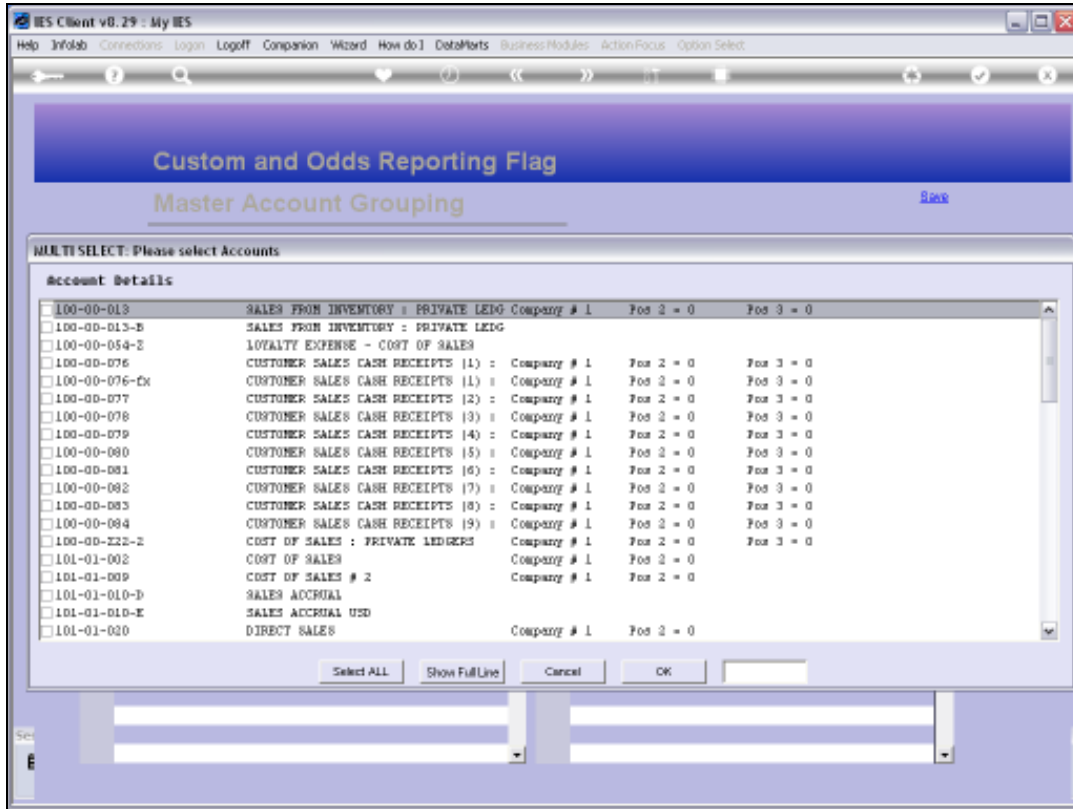 IES Client v8.29 : My IES
Help Infolab Connections Logon Logoff Companion Wizard How do I DataMarts Business Modules Action Focus Option Select
Custom and Odds Reporting Flag
Master Account Grouping
Save
MULTI SELECT: Please select Accounts
Account Details
100-00-013 SALES FROM INVENTORY : PRIVATE LEDG Company # 1 Pos 2 = 0 Pos 3 = 0
100-00-013-B SALES FROM INVENTORY : PRIVATE LEDG
100-00-054-2 LOYALTY EXPENSE - COST OF SALES
100-00-076 CUSTOMER SALES CASH RECEIPTS (1) : Company # 1 Pos 2 = 0 Pos 3 = 0
100-00-076-fx CUSTOMER SALES CASH RECEIPTS (1) : Company # 1 Pos 2 = 0 Pos 3 = 0
100-00-077 CUSTOMER SALES CASH RECEIPTS (2) : Company # 1 Pos 2 = 0 Pos 3 = 0
100-00-078 CUSTOMER SALES CASH RECEIPTS (3) : Company # 1 Pos 2 = 0 Pos 3 = 0
100-00-079 CUSTOMER SALES CASH RECEIPTS (4) : Company # 1 Pos 2 = 0 Pos 3 = 0
100-00-080 CUSTOMER SALES CASH RECEIPTS (5) : Company # 1 Pos 2 = 0 Pos 3 = 0
100-00-081 CUSTOMER SALES CASH RECEIPTS (6) : Company # 1 Pos 2 = 0 Pos 3 = 0
100-00-082 CUSTOMER SALES CASH RECEIPTS (7) : Company # 1 Pos 2 = 0 Pos 3 = 0
100-00-083 CUSTOMER SALES CASH RECEIPTS (8) : Company # 1 Pos 2 = 0 Pos 3 = 0
100-00-084 CUSTOMER SALES CASH RECEIPTS (9) : Company # 1 Pos 2 = 0 Pos 3 = 0
100-00-Z22-2 COST OF SALES : PRIVATE LEDGERS Company # 1 Pos 2 = 0 Pos 3 = 0
101-01-002 COST OF SALES Company # 1 Pos 2 = 0
101-01-009 COST OF SALES # 2 Company # 1 Pos 2 = 0
101-01-010-D SALES ACCRUAL
101-01-010-E SALES ACCRUAL USD
101-01-020 DIRECT SALES Company # 1 Pos 2 = 0
Select ALL Show Full Line Cancel OK